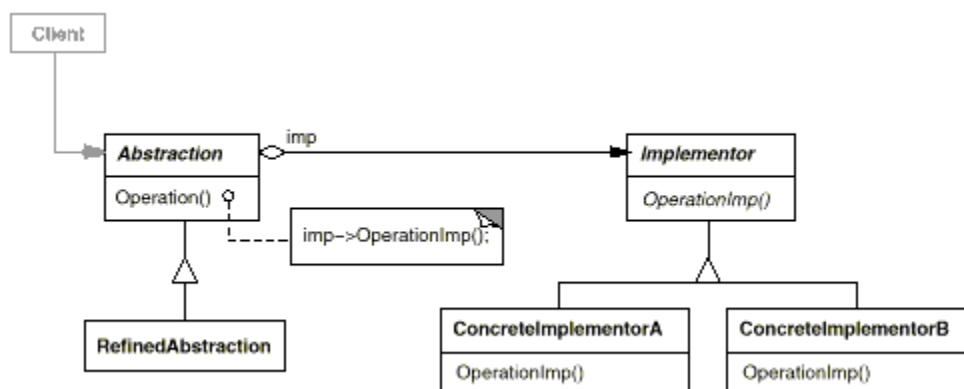 Client
imp
Abstraction
Implementor
Operation()
OperationImp()
imp->OperationImp();
RefinedAbstraction
ConcreteImplementorA
ConcreteImplementorB
OperationImp()
OperationImp()